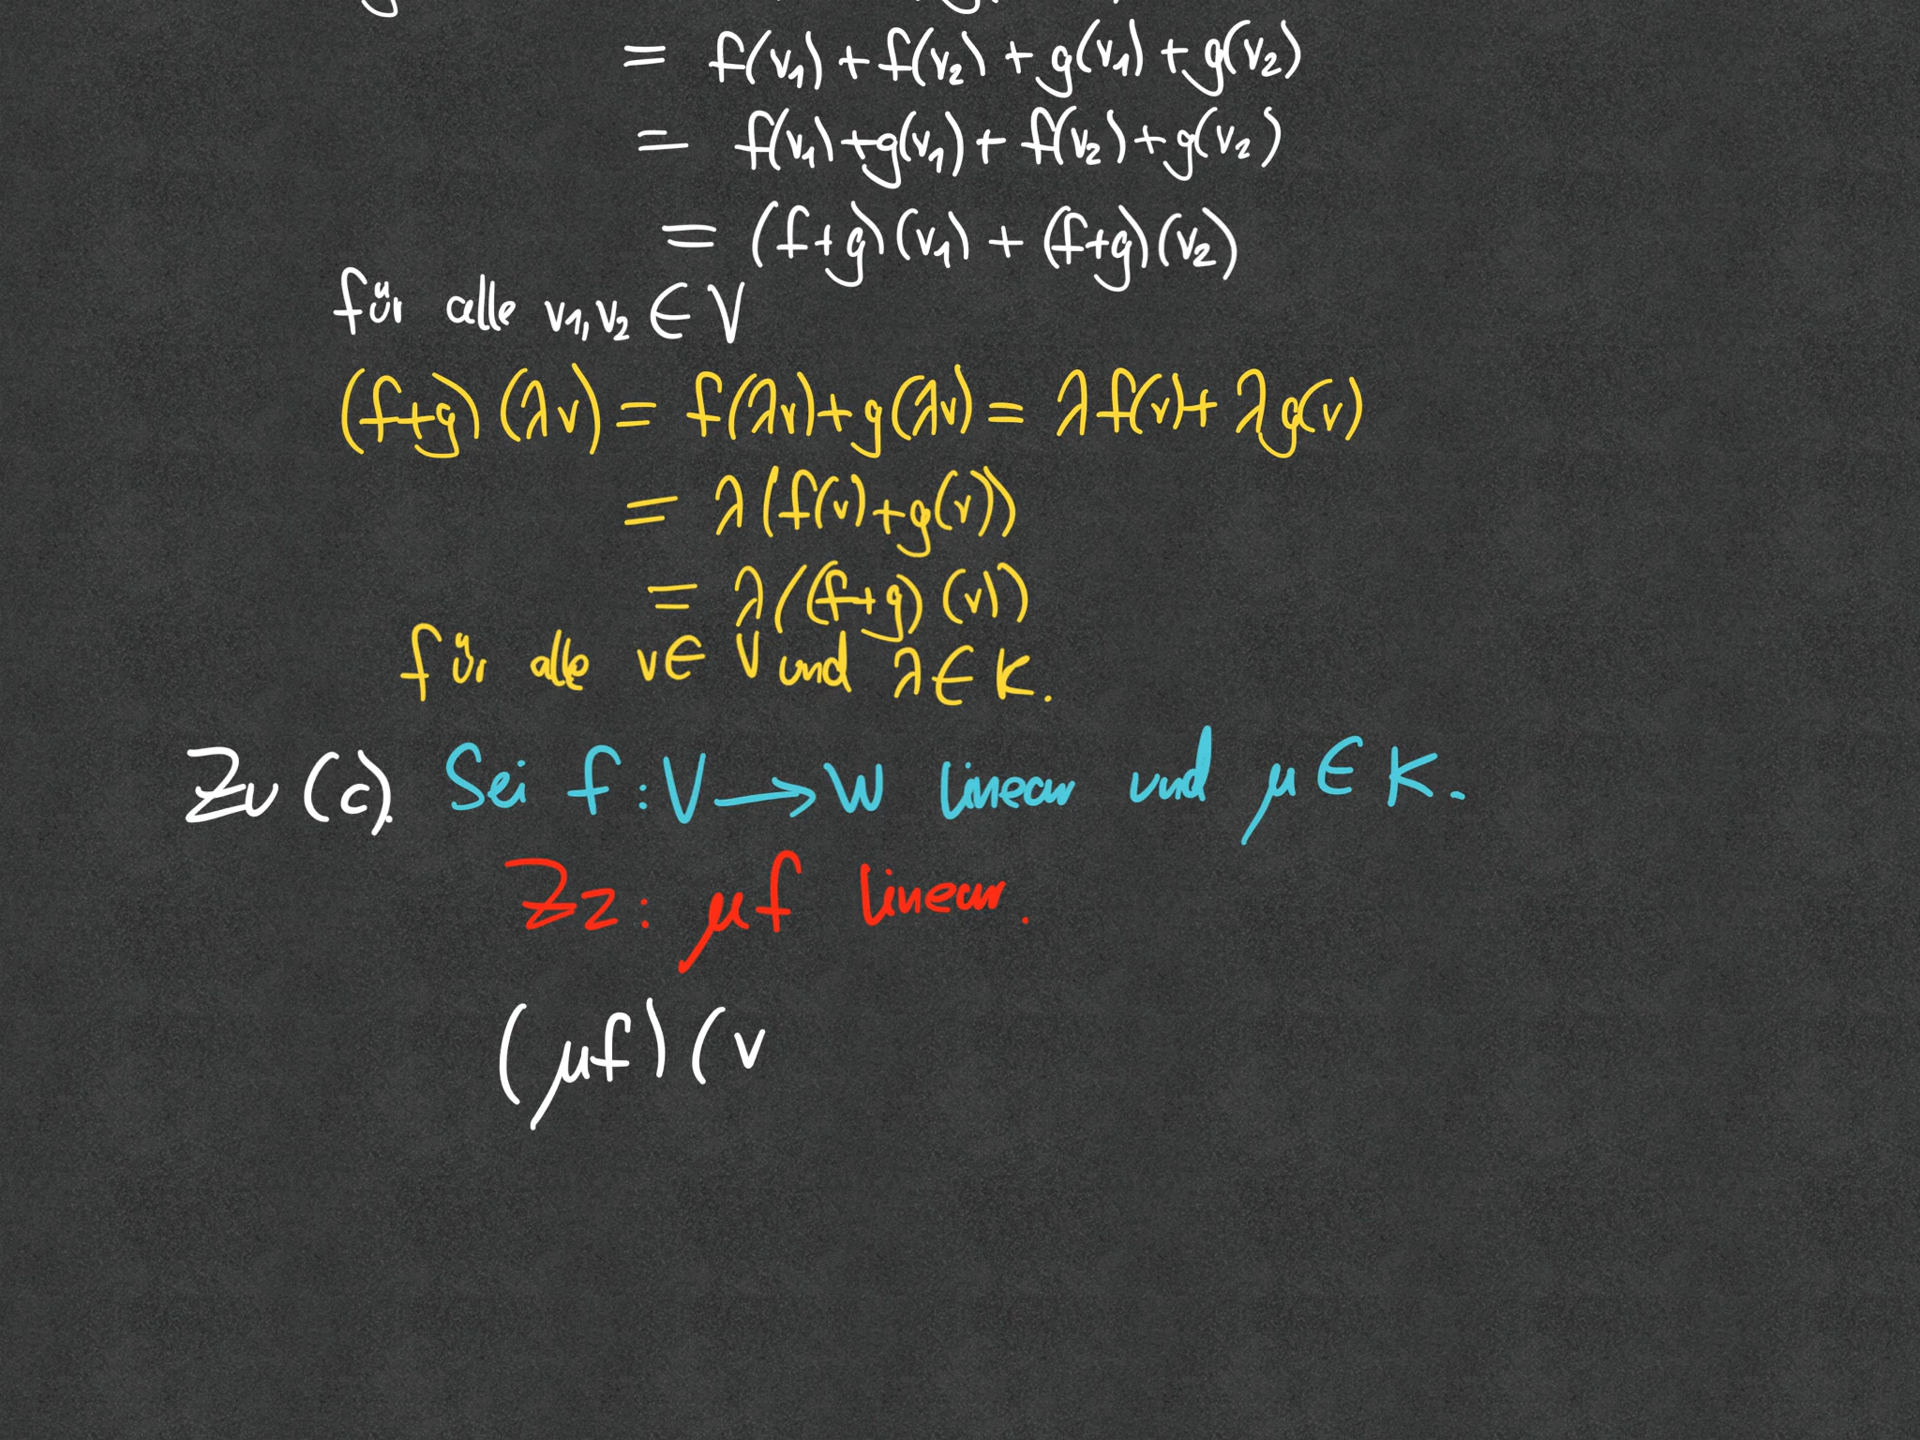 = f(v₁) + f(v₂) + g(v₁) + g(v₂)
= f(v₁) + g(v₁) + f(v₂) + g(v₂)
= (f+g)(v₁) + (f+g)(v₂)
für alle v₁, v₂ ∈ V
(f+g)(λv) = f(λv) + g(λv) = λf(v) + λg(v)
= λ(f(v) + g(v))
= λ((f+g)(v))
für alle v ∈ V und λ ∈ K.
Zu (c). Sei f: V → W linear und μ ∈ K.
Zz: μf linear.
(μf)(v